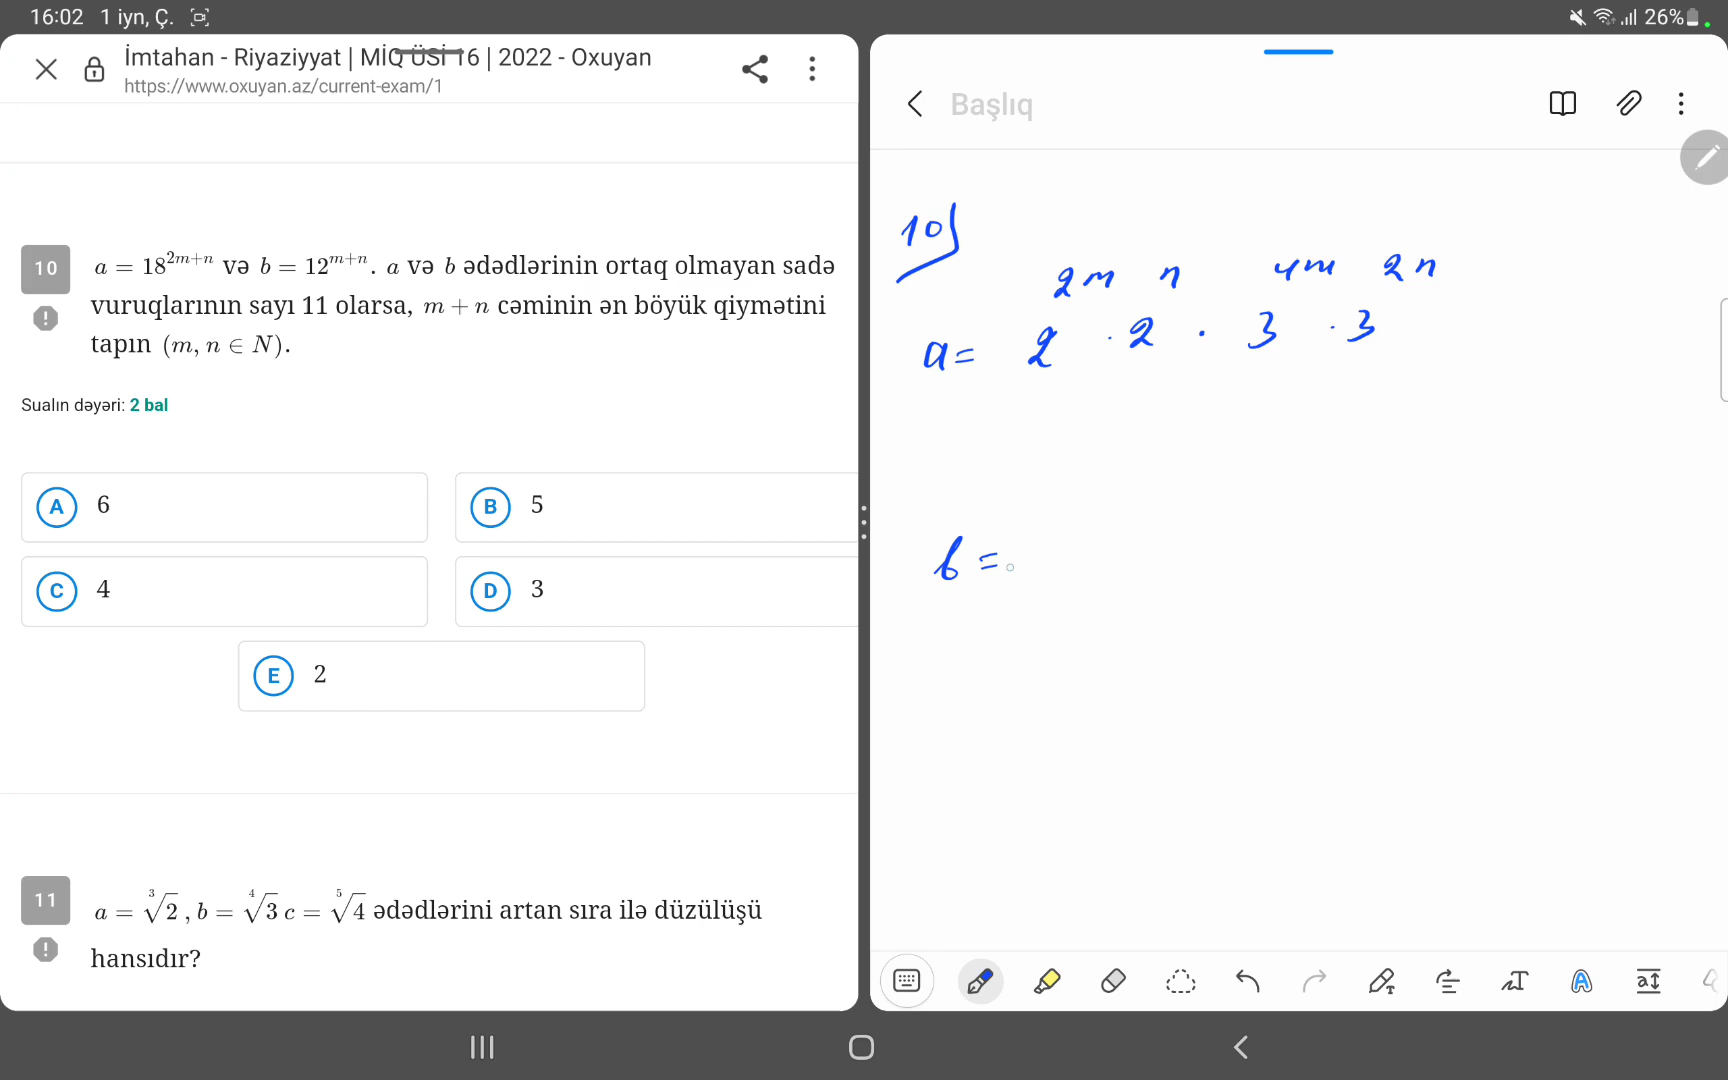 16:02 1 iyn, Ç. 26%
İmtahan - Riyaziyyat | MİQ ÜSİ 16 | 2022 - Oxuyan
https://www.oxuyan.az/current-exam/1
10
a = 18^{2m+n} və b = 12^{m+n}. a və b ədədlərinin ortaq olmayan sadə
vuruqlarının sayı 11 olarsa, m + n cəminin ən böyük qiymətini
tapın (m, n ∈ N).
Sualın dəyəri: 2 bal
A 6
B 5
C 4
D 3
E 2
11
a = ∛2 , b = ∜3 c = ⁵√4 ədədlərini artan sıra ilə düzülüşü
hansıdır?
Başlıq
10)
a = 2^{2m} · 2^{n} · 3^{4m} · 3^{2n}
b =